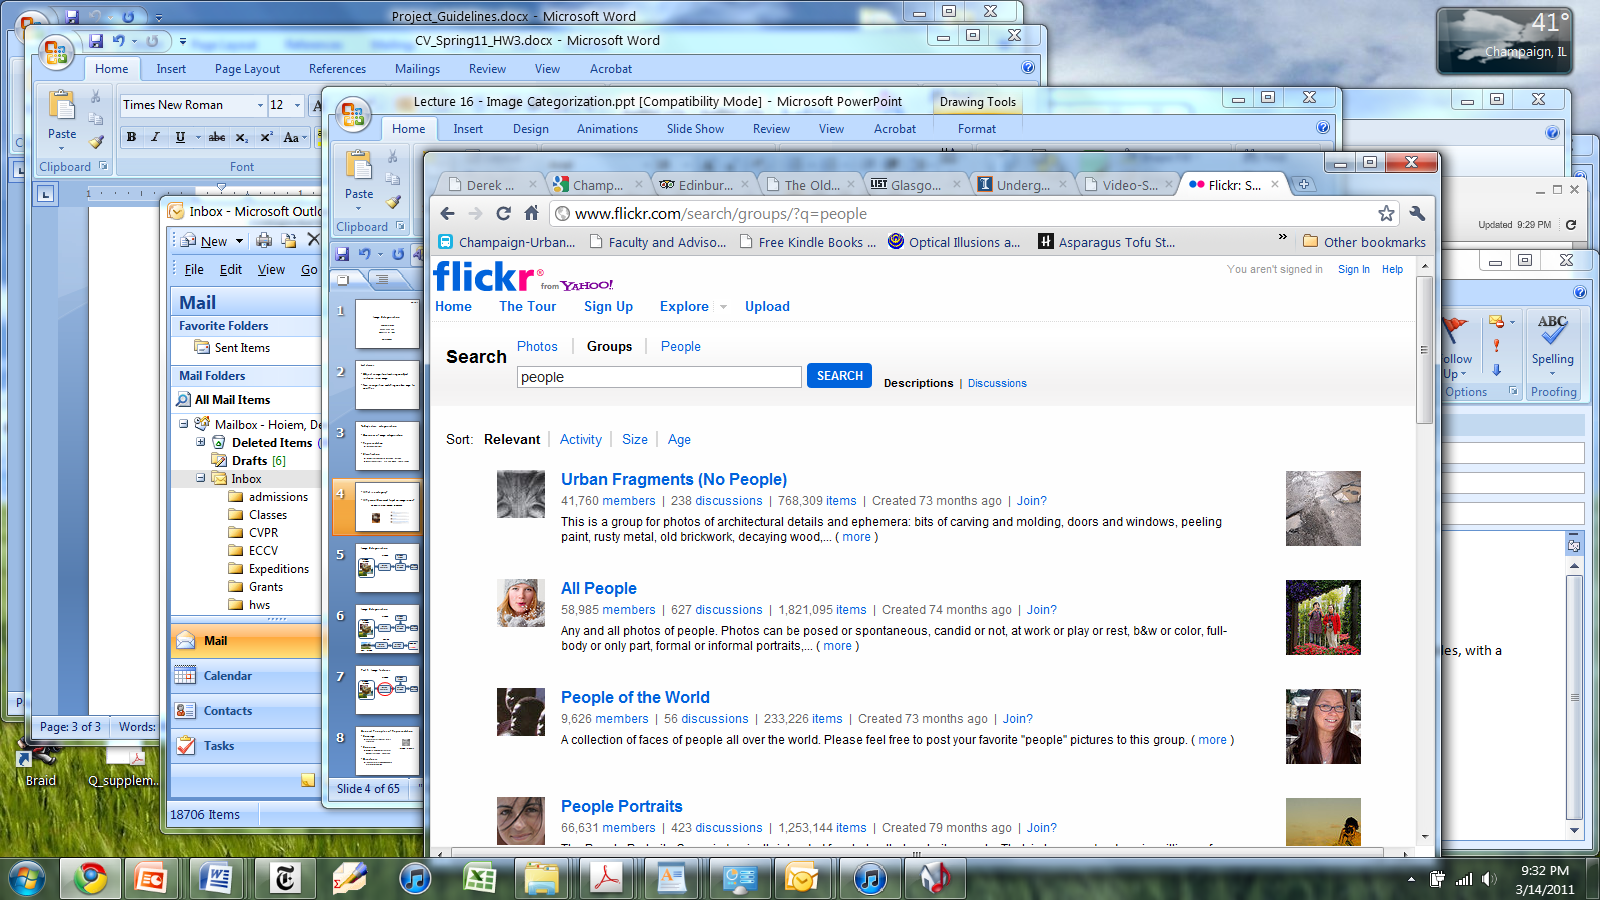 Project_Guidelines.docx - Microsoft Word
CV_Spring11_HW3.docx - Microsoft Word
Home Insert Page Layout References Mailings Review View Acrobat
Times New Roman 12
Paste
Clipboard
Font
41°
Champaign, IL
Lecture 16 - Image Categorization.ppt [Compatibility Mode] - Microsoft PowerPoint
Drawing Tools
Home Insert Design Animations Slide Show Review View Acrobat Format
Paste
Clipboard
Updated 9:29 PM
Inbox - Microsoft Outlo
New
File Edit View Go
Mail
Favorite Folders
Sent Items
Mail Folders
All Mail Items
Mailbox - Hoiem, De
Deleted Items
Drafts [6]
Inbox
admissions
Classes
CVPR
ECCV
Expeditions
Grants
hws
Mail
Calendar
Contacts
Tasks
18706 Items
Page: 3 of 3 Words:
Braid
Q_supplem...
1
2
3
4
5
6
7
8
Slide 4 of 65
Derek ... Champ... Edinbur... The Old... Glasgo... Underg... Video-S... Flickr: S...
www.flickr.com/search/groups/?q=people
Champaign-Urban... Faculty and Adviso... Free Kindle Books ... Optical Illusions a... Asparagus Tofu St... » Other bookmarks
flickr from YAHOO!
You aren't signed in Sign In Help
Home The Tour Sign Up Explore Upload
Search Photos | Groups | People
people SEARCH Descriptions | Discussions
Sort: Relevant | Activity | Size | Age
Urban Fragments (No People)
41,760 members | 238 discussions | 768,309 items | Created 73 months ago | Join?
This is a group for photos of architectural details and ephemera: bits of carving and molding, doors and windows, peeling
paint, rusty metal, old brickwork, decaying wood,... ( more )
All People
58,985 members | 627 discussions | 1,821,095 items | Created 74 months ago | Join?
Any and all photos of people. Photos can be posed or spontaneous, candid or not, at work or play or rest, b&w or color, full-
body or only part, formal or informal portraits,... ( more )
People of the World
9,626 members | 56 discussions | 233,226 items | Created 73 months ago | Join?
A collection of faces of people all over the world. Please feel free to post your favorite "people" pictures to this group. ( more )
People Portraits
66,631 members | 423 discussions | 1,253,144 items | Created 79 months ago | Join?
ollow
Up
Options
ABC
Spelling
Proofing
les, with a
9:32 PM
3/14/2011